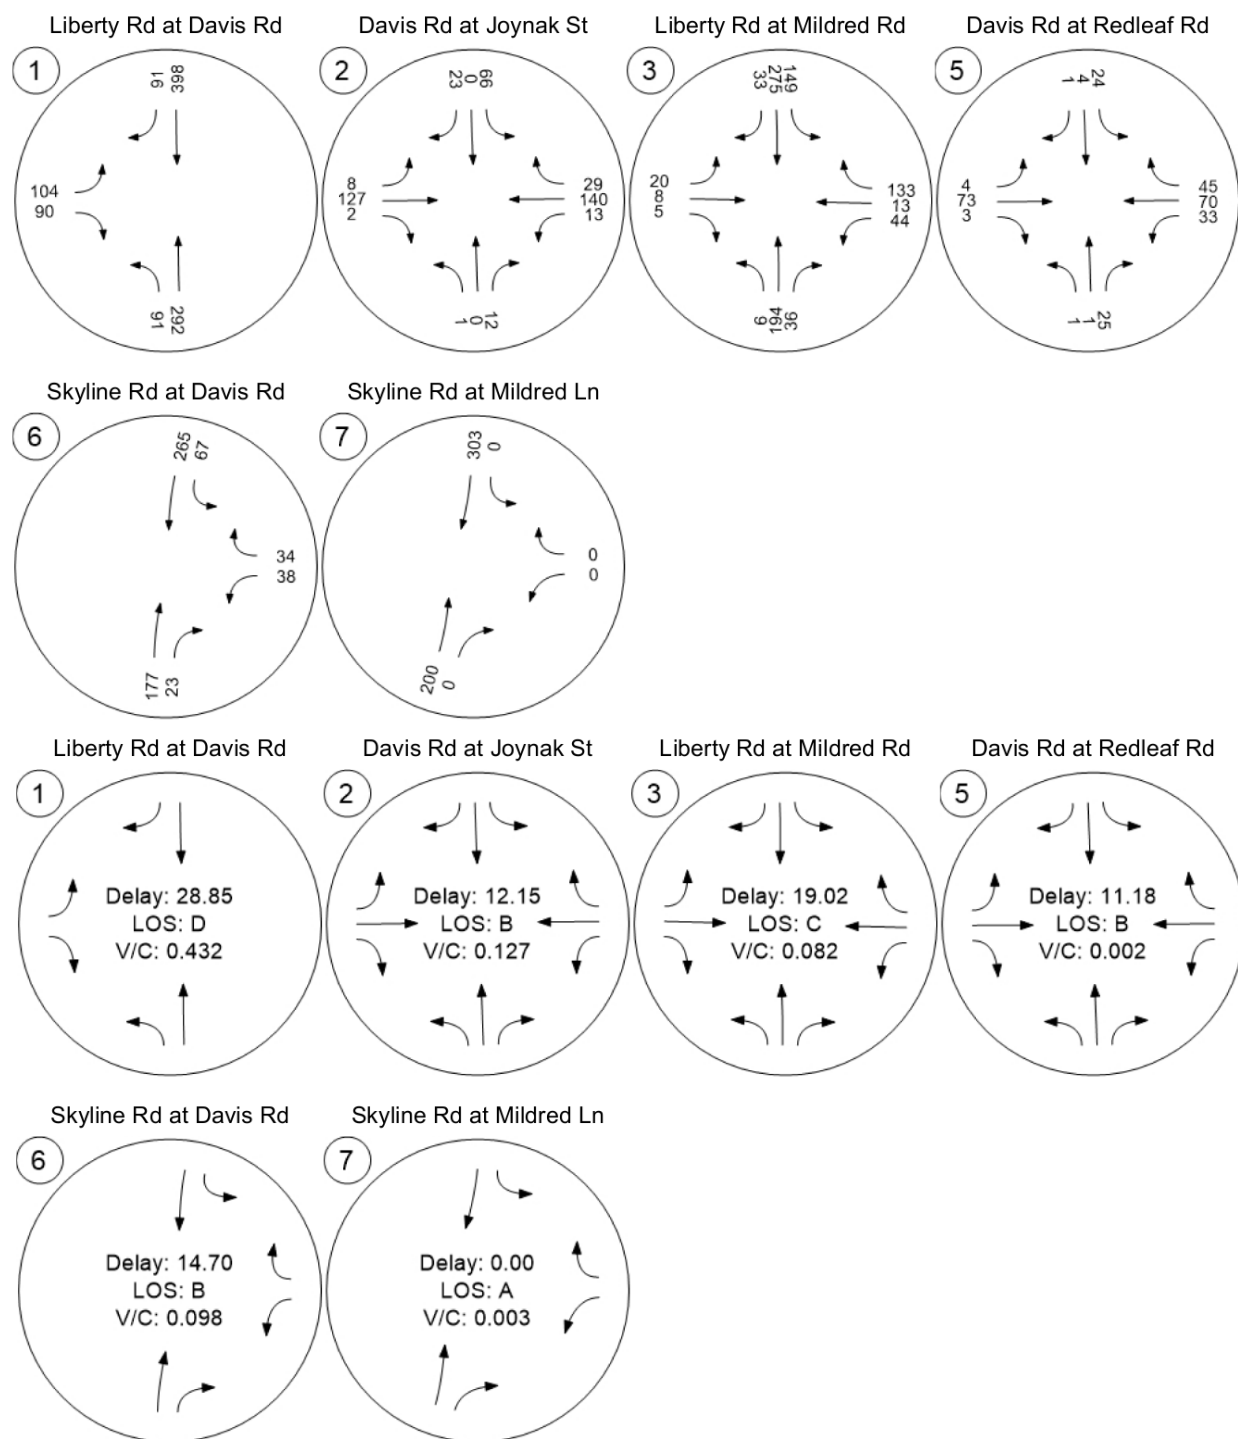 Liberty Rd at Davis Rd
1
91
398
104
90
91
292
Davis Rd at Joynak St
2
23
0
66
8
127
2
29
140
13
1
0
12
Liberty Rd at Mildred Rd
3
33
275
149
20
8
5
133
13
44
9
194
36
Davis Rd at Redleaf Rd
5
1
4
24
4
73
3
45
70
33
1
1
25
Skyline Rd at Davis Rd
6
265
67
34
38
177
23
Skyline Rd at Mildred Ln
7
303
0
0
0
200
0
Liberty Rd at Davis Rd
1
Delay: 28.85
LOS: D
V/C: 0.432
Davis Rd at Joynak St
2
Delay: 12.15
LOS: B
V/C: 0.127
Liberty Rd at Mildred Rd
3
Delay: 19.02
LOS: C
V/C: 0.082
Davis Rd at Redleaf Rd
5
Delay: 11.18
LOS: B
V/C: 0.002
Skyline Rd at Davis Rd
6
Delay: 14.70
LOS: B
V/C: 0.098
Skyline Rd at Mildred Ln
7
Delay: 0.00
LOS: A
V/C: 0.003